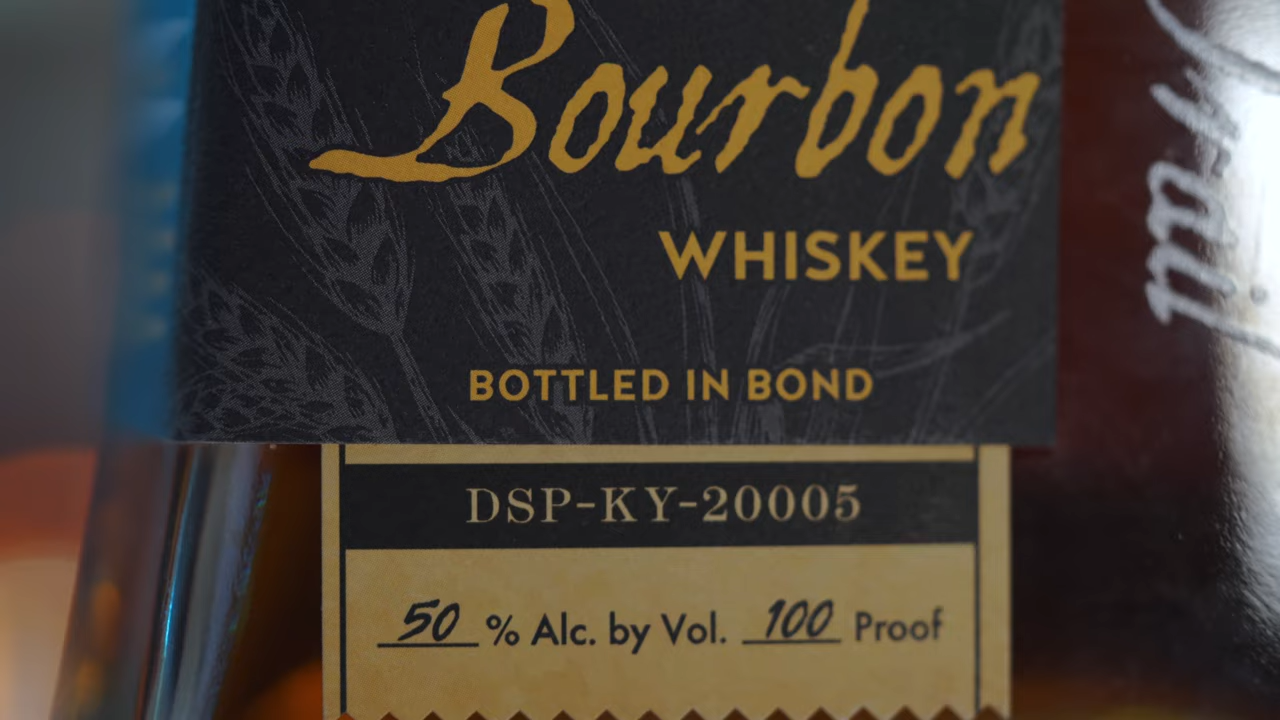 Bourbon
WHISKEY
BOTTLED IN BOND
DSP-KY-20005
50 % Alc. by Vol. 100 Proof